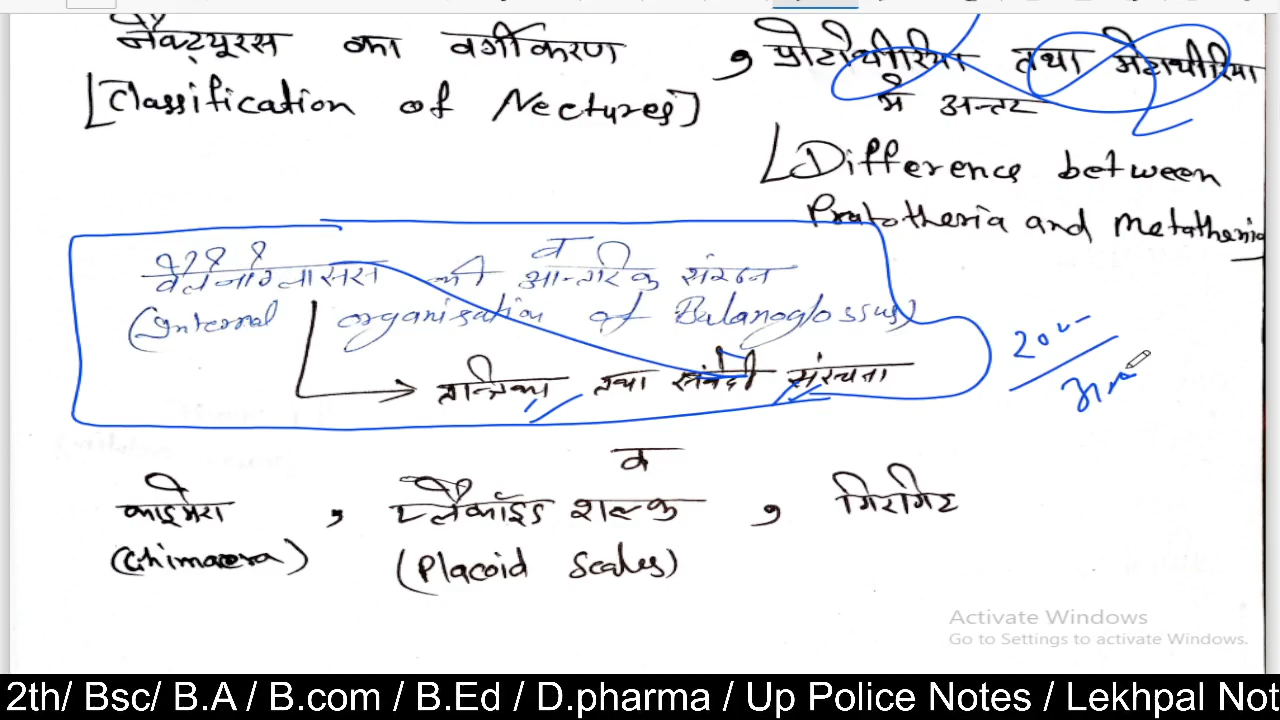 नैक्ट्यूरस का वर्गीकरण , प्रोटोथीरिया तथा मेटाथीरिया
में अन्तर
[Classification of Nectures]
[Difference between
Prototheria and Metatheria
व
वेलेनोग्लासस की आन्तरिक संगठन
(Internal organisation of Balanoglossus)
तन्त्रिका तथा संवेदी संरचना
20
व
काइमेरा , प्लैकॉइड शल्क , गिरगिट
(Chimaera) (Placoid Scales)
Activate Windows
Go to Settings to activate Windows.
2th/ Bsc/ B.A / B.com / B.Ed / D.pharma / Up Police Notes / Lekhpal Not